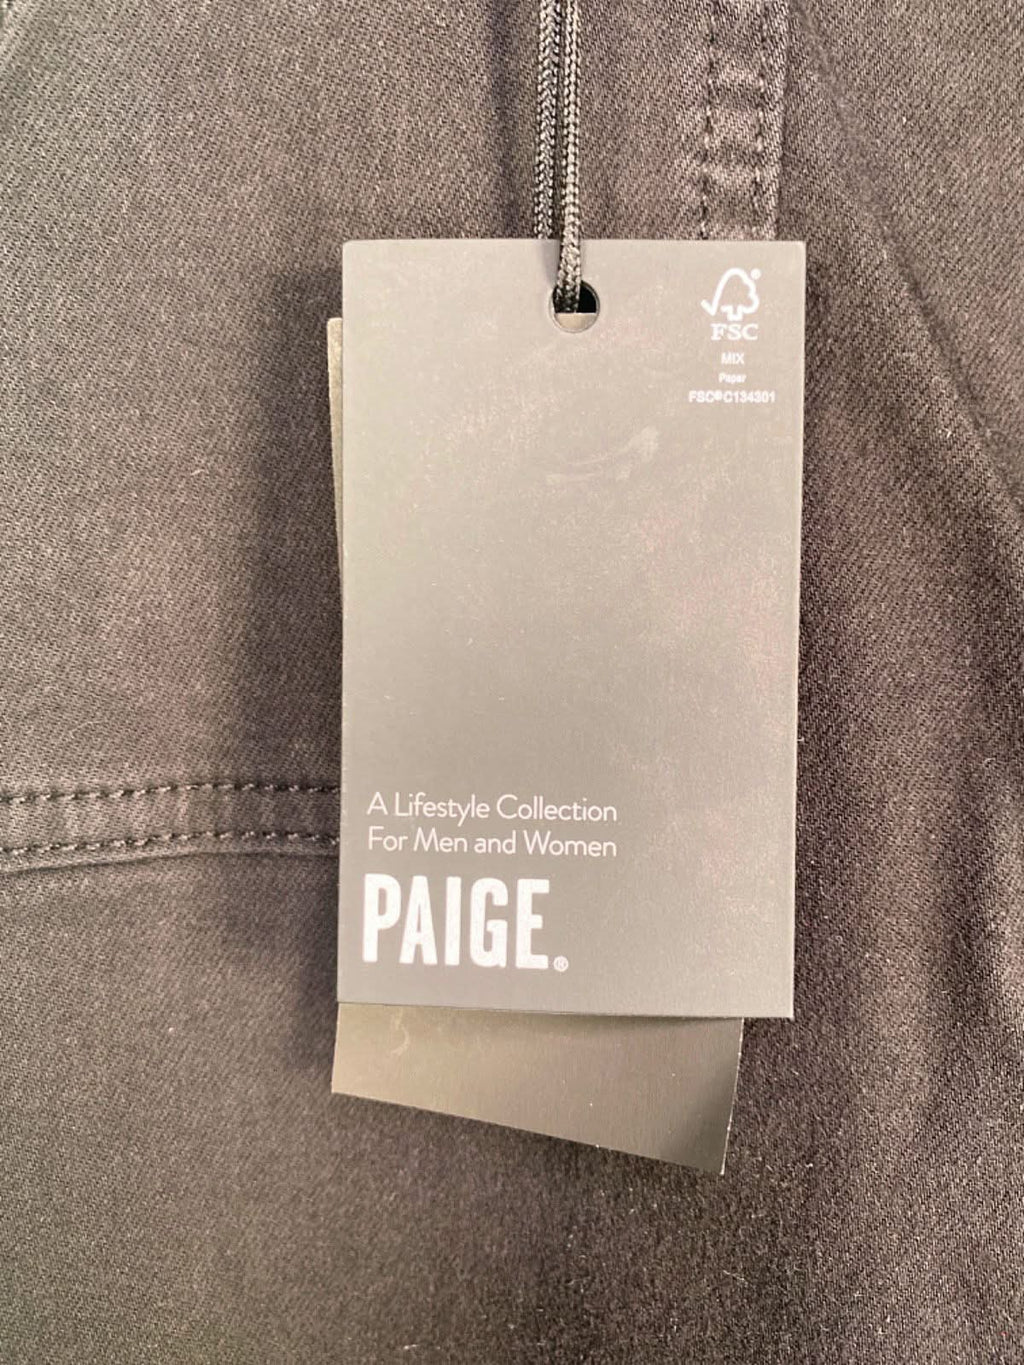 FSC
MIX
Paper
FSC® C134301
A Lifestyle Collection
For Men and Women
PAIGE®